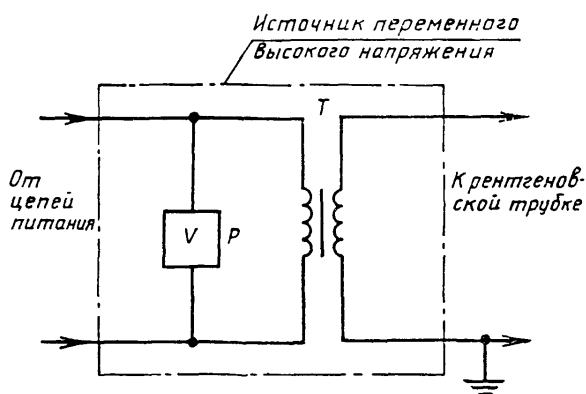 Источник переменного
высокого напряжения
T
От
цепей
питания
V
P
К рентгенов-
ской трубке